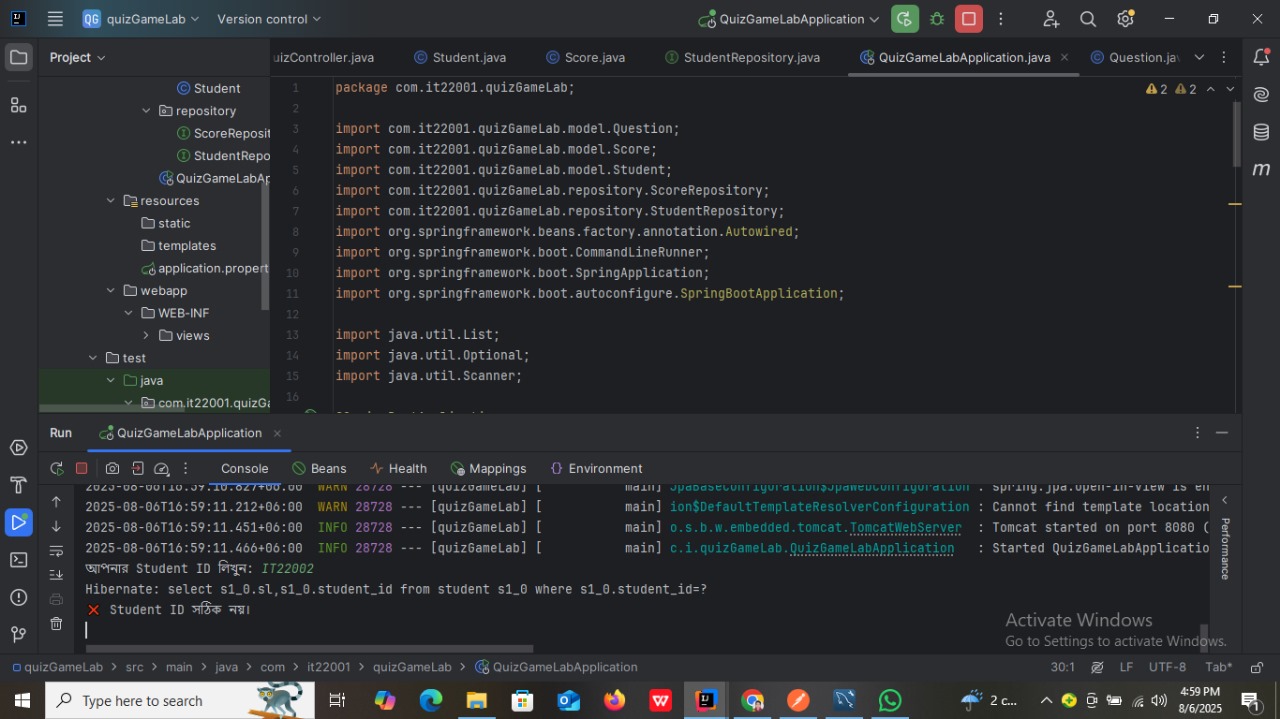 quizGameLab
Version control
QuizGameLabApplication
Project
uizController.java
Student.java
Score.java
StudentRepository.java
QuizGameLabApplication.java
Question.ja
Student
repository
ScoreReposit
StudentRepo
QuizGameLabAp
resources
static
templates
application.propert
webapp
WEB-INF
views
test
java
com.it22001.quizGa
2
2
1 package com.it22001.quizGameLab;
2
3 import com.it22001.quizGameLab.model.Question;
4 import com.it22001.quizGameLab.model.Score;
5 import com.it22001.quizGameLab.model.Student;
6 import com.it22001.quizGameLab.repository.ScoreRepository;
7 import com.it22001.quizGameLab.repository.StudentRepository;
8 import org.springframework.beans.factory.annotation.Autowired;
9 import org.springframework.boot.CommandLineRunner;
10 import org.springframework.boot.SpringApplication;
11 import org.springframework.boot.autoconfigure.SpringBootApplication;
12
13 import java.util.List;
14 import java.util.Optional;
15 import java.util.Scanner;
16
Run
QuizGameLabApplication
Console
Beans
Health
Mappings
Environment
2025-08-06T16:59:10.827+06:00 WARN 28728 --- [quizGameLab] [ main] JpaBaseConfiguration$JpaWebConfiguration : spring.jpa.open-in-view is en
2025-08-06T16:59:11.212+06:00 WARN 28728 --- [quizGameLab] [ main] ion$DefaultTemplateResolverConfiguration : Cannot find template location
2025-08-06T16:59:11.451+06:00 INFO 28728 --- [quizGameLab] [ main] o.s.b.w.embedded.tomcat.TomcatWebServer : Tomcat started on port 8080 (
2025-08-06T16:59:11.466+06:00 INFO 28728 --- [quizGameLab] [ main] c.i.quizGameLab.QuizGameLabApplication : Started QuizGameLabApplicatio
আপনার Student ID লিখুন: IT22002
Hibernate: select s1_0.sl,s1_0.student_id from student s1_0 where s1_0.student_id=?
❌ Student ID সঠিক নয়।
Performance
Activate Windows
Go to Settings to activate Windows.
quizGameLab > src > main > java > com > it22001 > quizGameLab > QuizGameLabApplication
30:1
LF
UTF-8
Tab*
Type here to search
2 c...
4:59 PM
8/6/2025